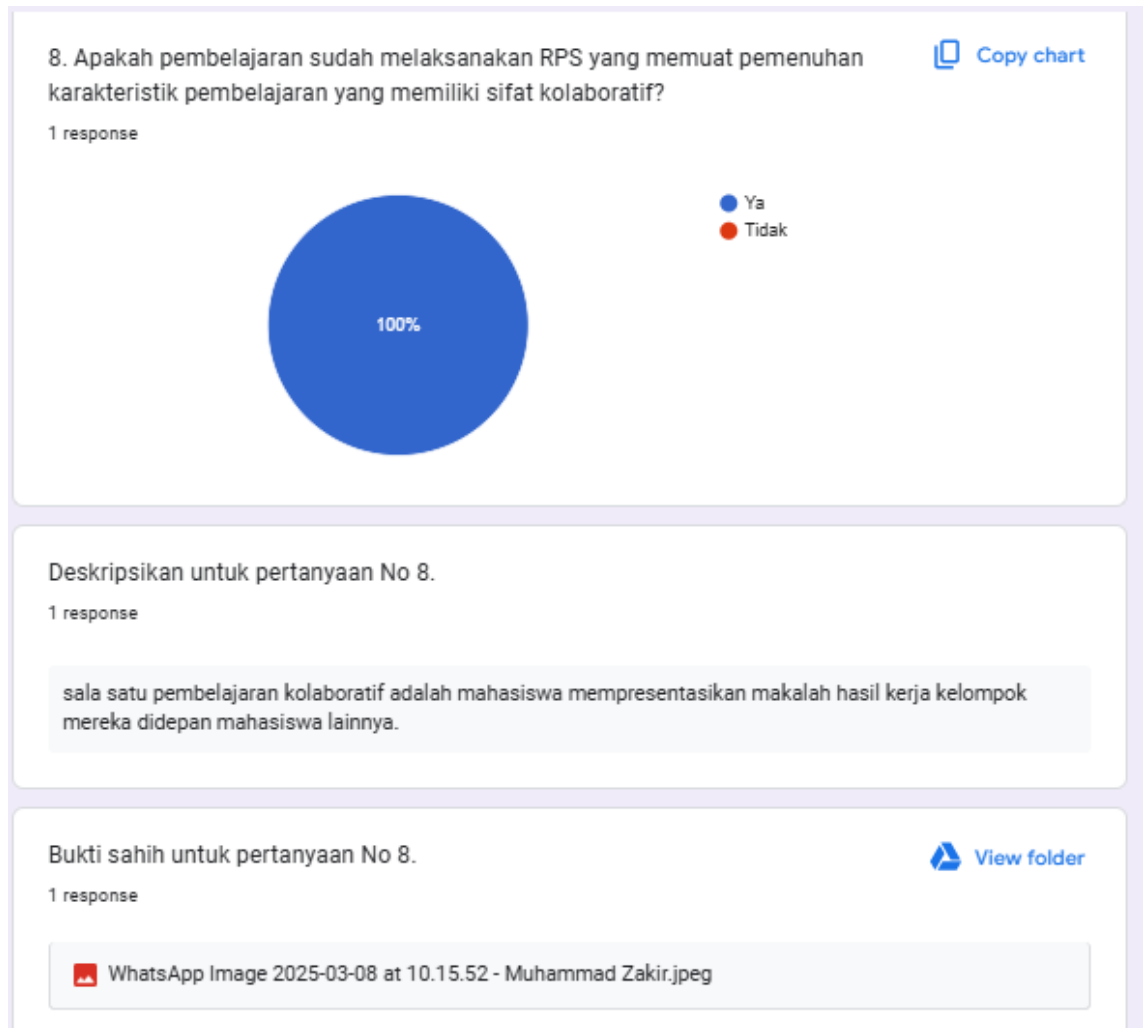 8. Apakah pembelajaran sudah melaksanakan RPS yang memuat pemenuhan
karakteristik pembelajaran yang memiliki sifat kolaboratif?
Copy chart
1 response
100%
Ya
Tidak
Deskripsikan untuk pertanyaan No 8.
1 response
sala satu pembelajaran kolaboratif adalah mahasiswa mempresentasikan makalah hasil kerja kelompok
mereka didepan mahasiswa lainnya.
Bukti sahih untuk pertanyaan No 8.
View folder
1 response
WhatsApp Image 2025-03-08 at 10.15.52 - Muhammad Zakir.jpeg